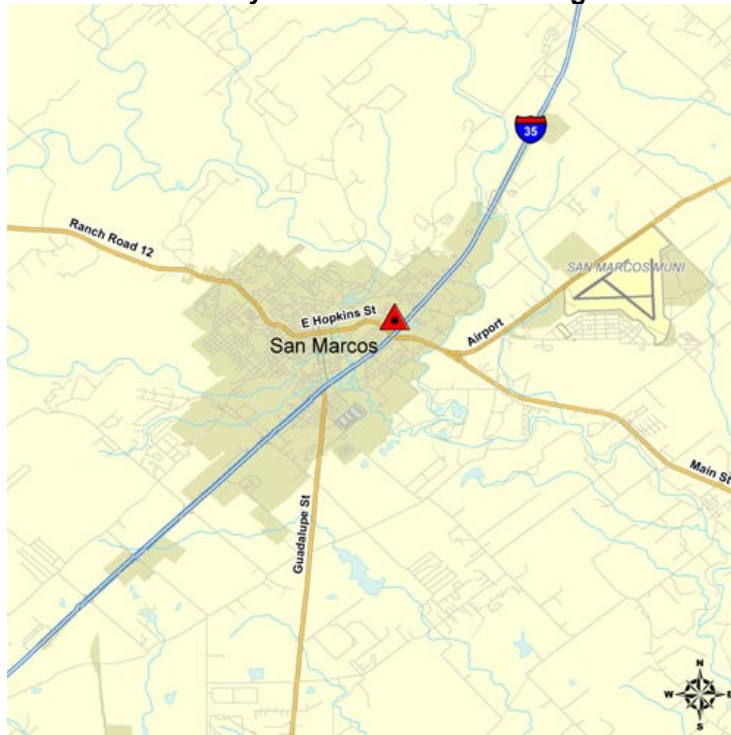 35
Ranch Road 12
SAN MARCOS MUNI
E Hopkins St
Airport
San Marcos
Main St
Guadalupe St
N
W
E
S